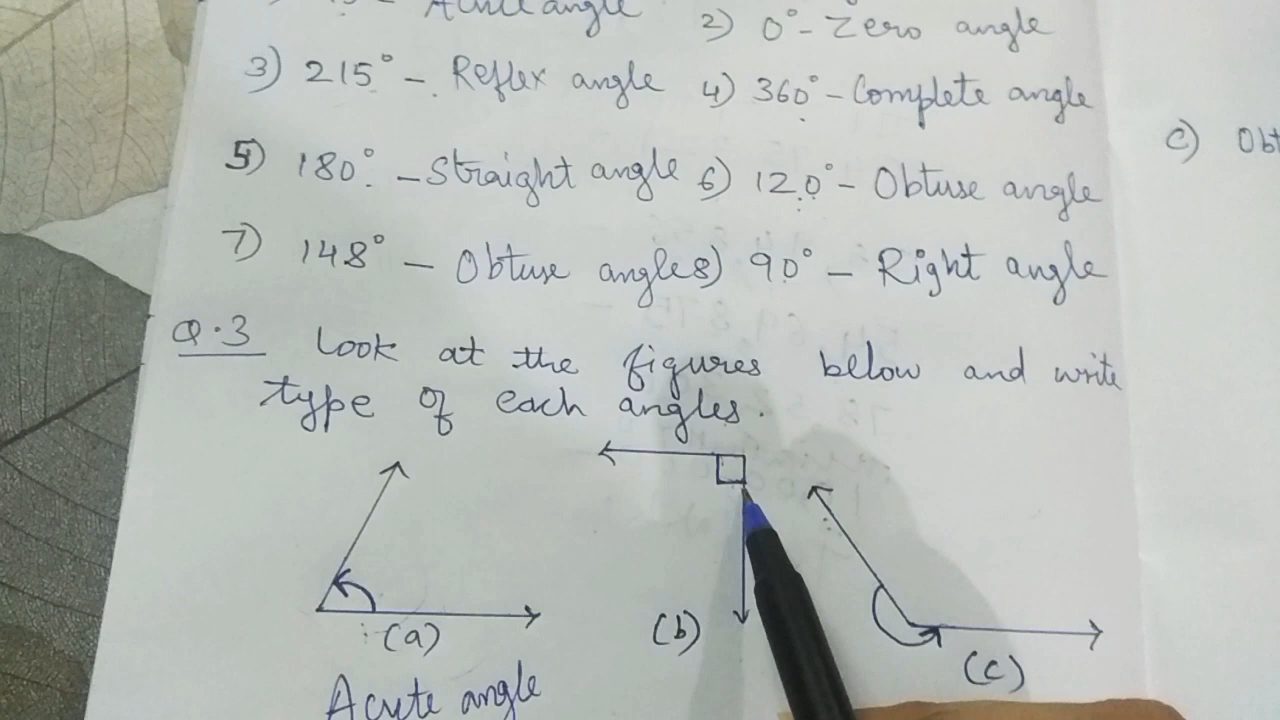 Acute angle 2) 0° - Zero angle
3) 215° - Reflex angle 4) 360° - Complete angle
5) 180° - Straight angle 6) 120° - Obtuse angle
7) 148° - Obtuse angle 8) 90° - Right angle
Q.3 Look at the figures below and write
type of each angles.
(a) (b) (c)
Acute angle
c)